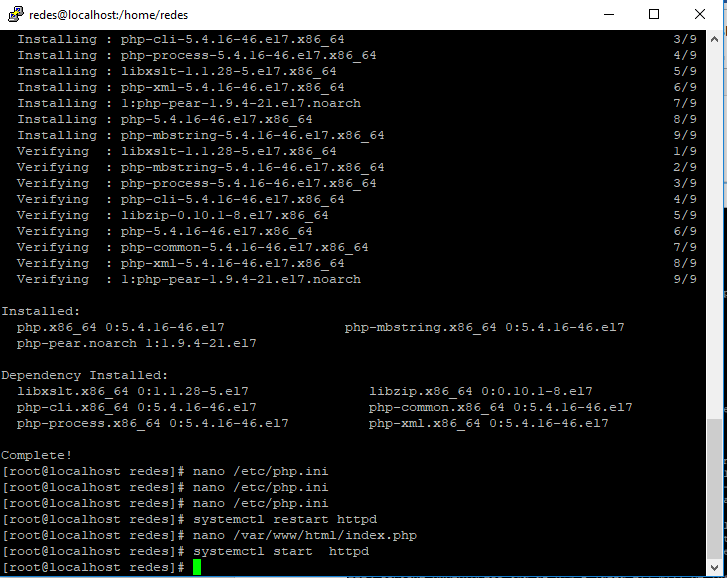 redes@localhost:/home/redes
Installing : php-cli-5.4.16-46.el7.x86_64 3/9
Installing : php-process-5.4.16-46.el7.x86_64 4/9
Installing : libxslt-1.1.28-5.el7.x86_64 5/9
Installing : php-xml-5.4.16-46.el7.x86_64 6/9
Installing : 1:php-pear-1.9.4-21.el7.noarch 7/9
Installing : php-5.4.16-46.el7.x86_64 8/9
Installing : php-mbstring-5.4.16-46.el7.x86_64 9/9
Verifying : libxslt-1.1.28-5.el7.x86_64 1/9
Verifying : php-mbstring-5.4.16-46.el7.x86_64 2/9
Verifying : php-process-5.4.16-46.el7.x86_64 3/9
Verifying : php-cli-5.4.16-46.el7.x86_64 4/9
Verifying : libzip-0.10.1-8.el7.x86_64 5/9
Verifying : php-5.4.16-46.el7.x86_64 6/9
Verifying : php-common-5.4.16-46.el7.x86_64 7/9
Verifying : php-xml-5.4.16-46.el7.x86_64 8/9
Verifying : 1:php-pear-1.9.4-21.el7.noarch 9/9
Installed:
php.x86_64 0:5.4.16-46.el7 php-mbstring.x86_64 0:5.4.16-46.el7
php-pear.noarch 1:1.9.4-21.el7
Dependency Installed:
libxslt.x86_64 0:1.1.28-5.el7 libzip.x86_64 0:0.10.1-8.el7
php-cli.x86_64 0:5.4.16-46.el7 php-common.x86_64 0:5.4.16-46.el7
php-process.x86_64 0:5.4.16-46.el7 php-xml.x86_64 0:5.4.16-46.el7
Complete!
[root@localhost redes]# nano /etc/php.ini
[root@localhost redes]# nano /etc/php.ini
[root@localhost redes]# nano /etc/php.ini
[root@localhost redes]# systemctl restart httpd
[root@localhost redes]# nano /var/www/html/index.php
[root@localhost redes]# systemctl start  httpd
[root@localhost redes]#